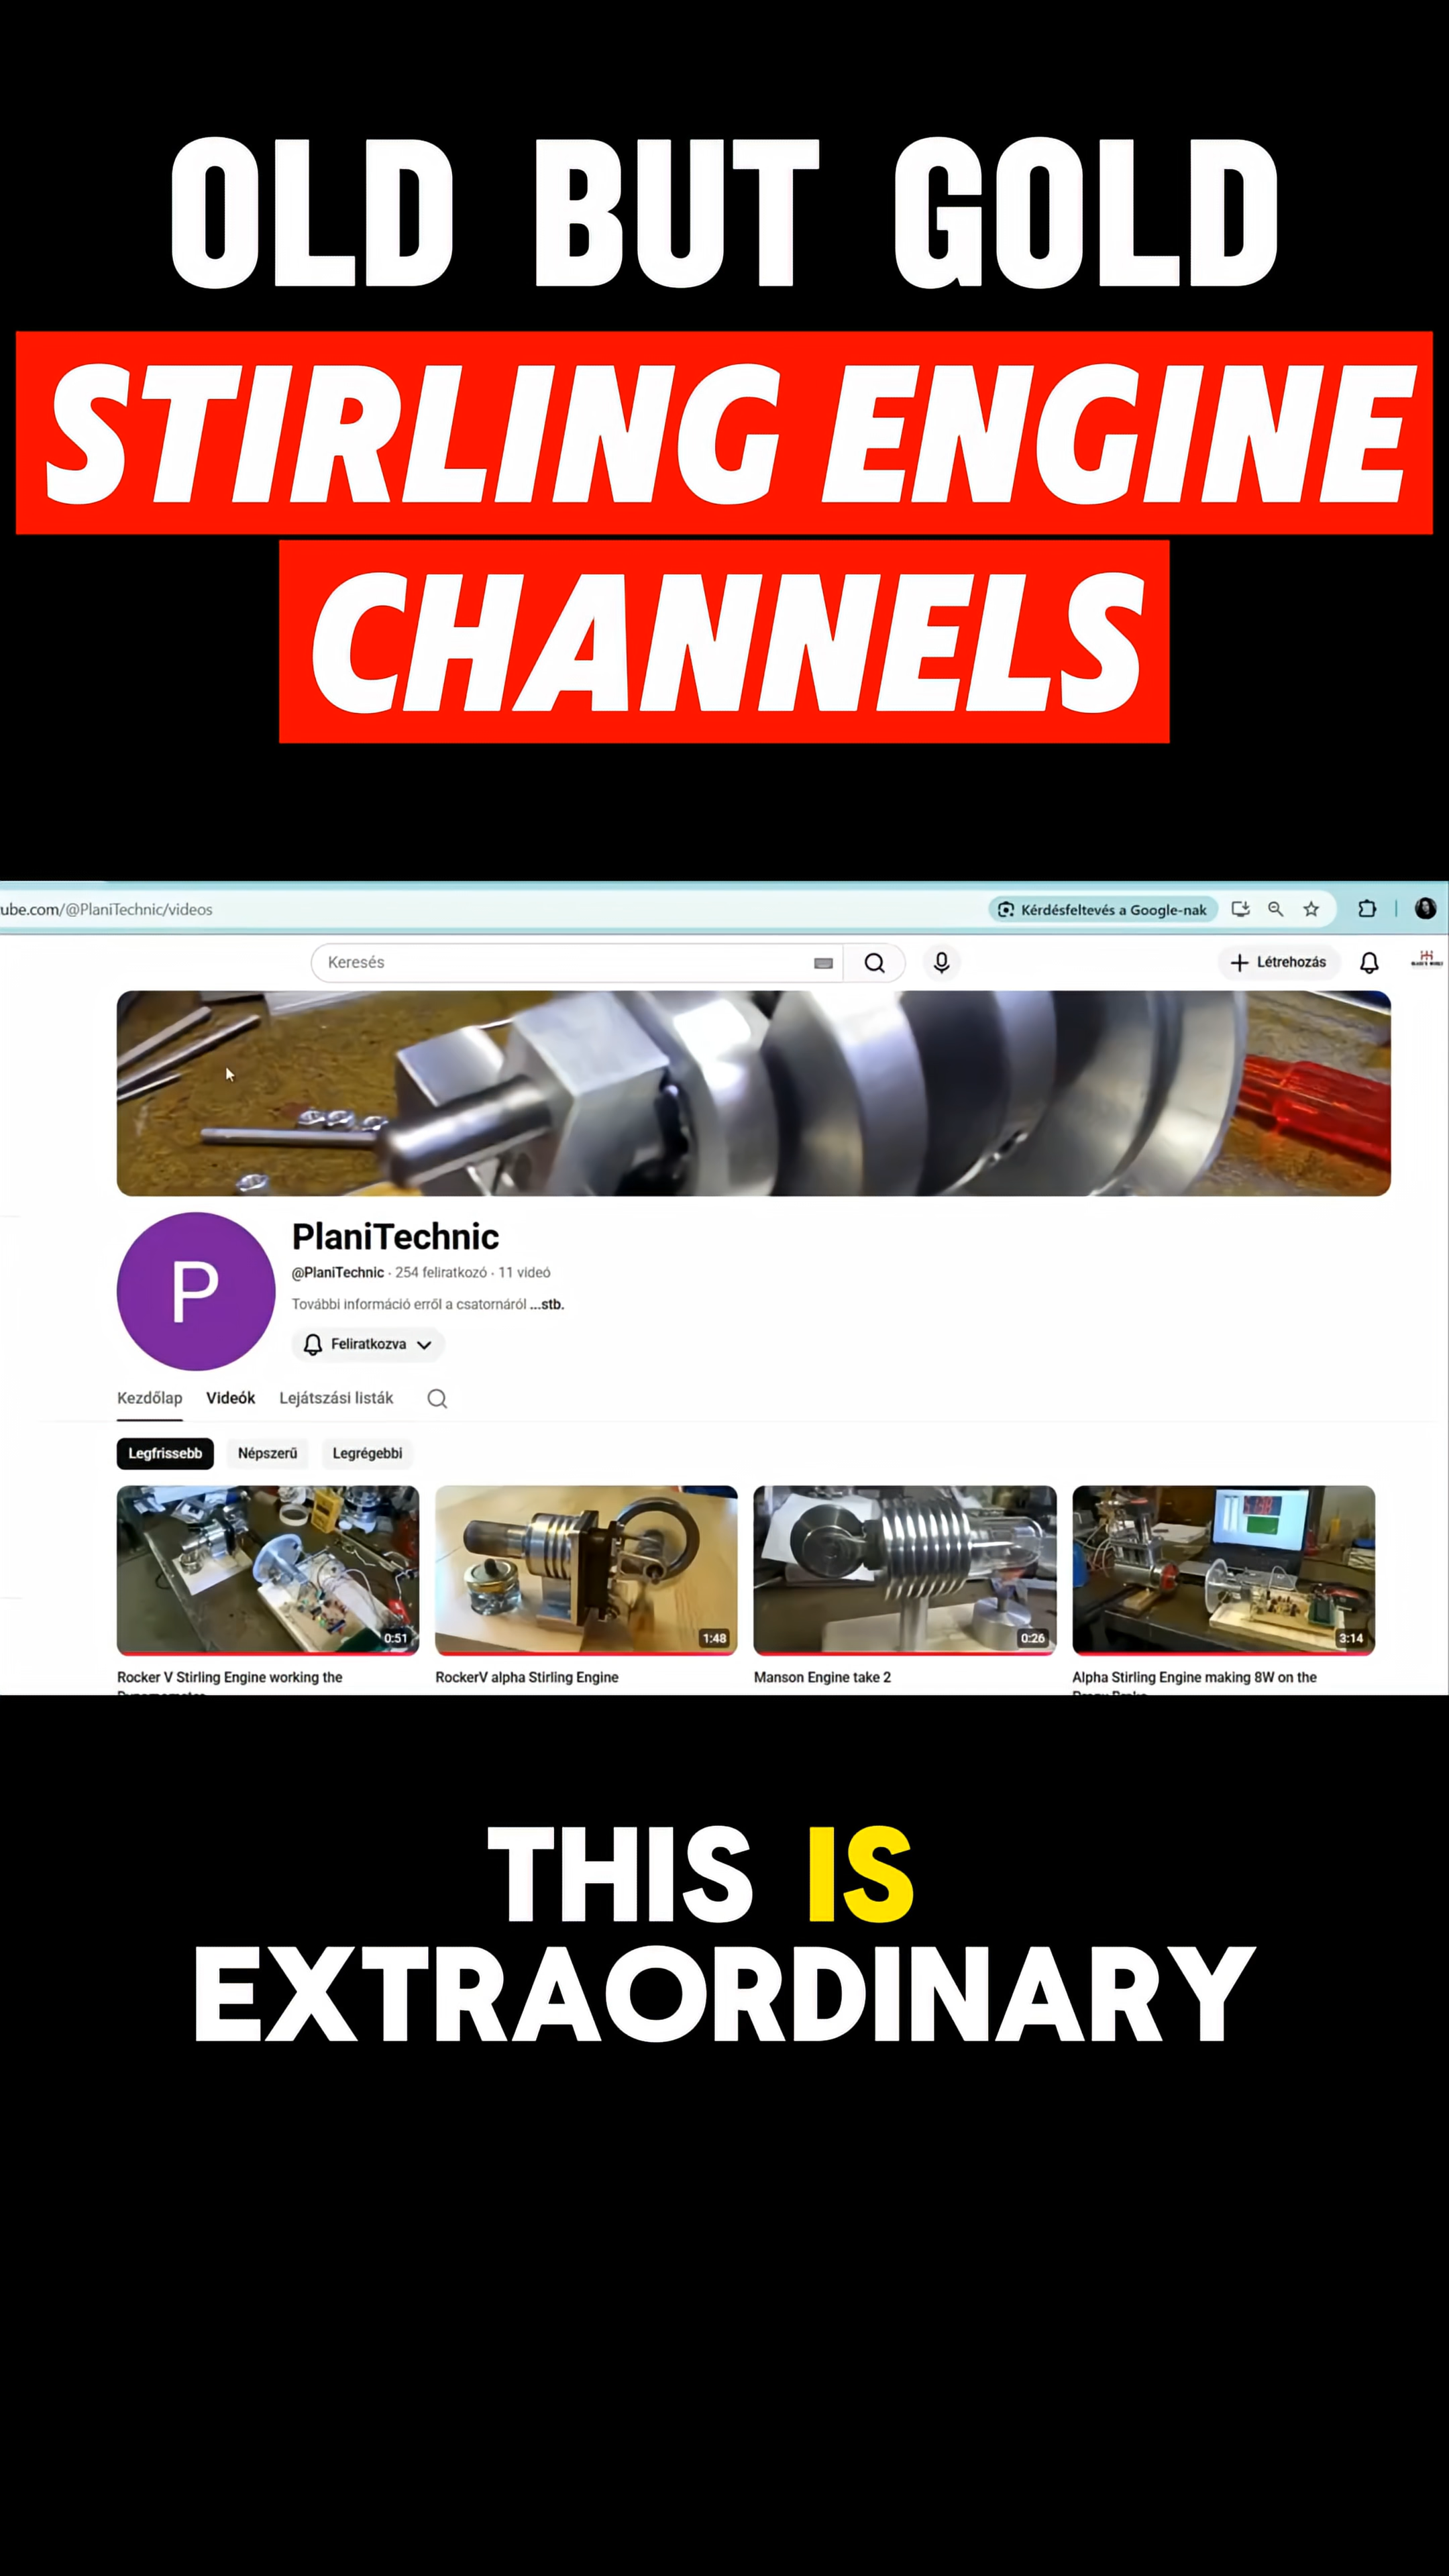 OLD BUT GOLD
STIRLING ENGINE
CHANNELS
ube.com/@PlaniTechnic/videos
Kérdésfeltevés a Google-nak
Keresés
Létrehozás
PlaniTechnic
@PlaniTechnic · 254 feliratkozó · 11 videó
További információ erről a csatornáról ...stb.
Feliratkozva
Kezdőlap Videók Lejátszási listák
Legfrissebb Népszerű Legrégebbi
0:51 1:48 0:26 3:14
Rocker V Stirling Engine working the
RockerV alpha Stirling Engine
Manson Engine take 2
Alpha Stirling Engine making 8W on the
P
THIS IS
EXTRAORDINARY